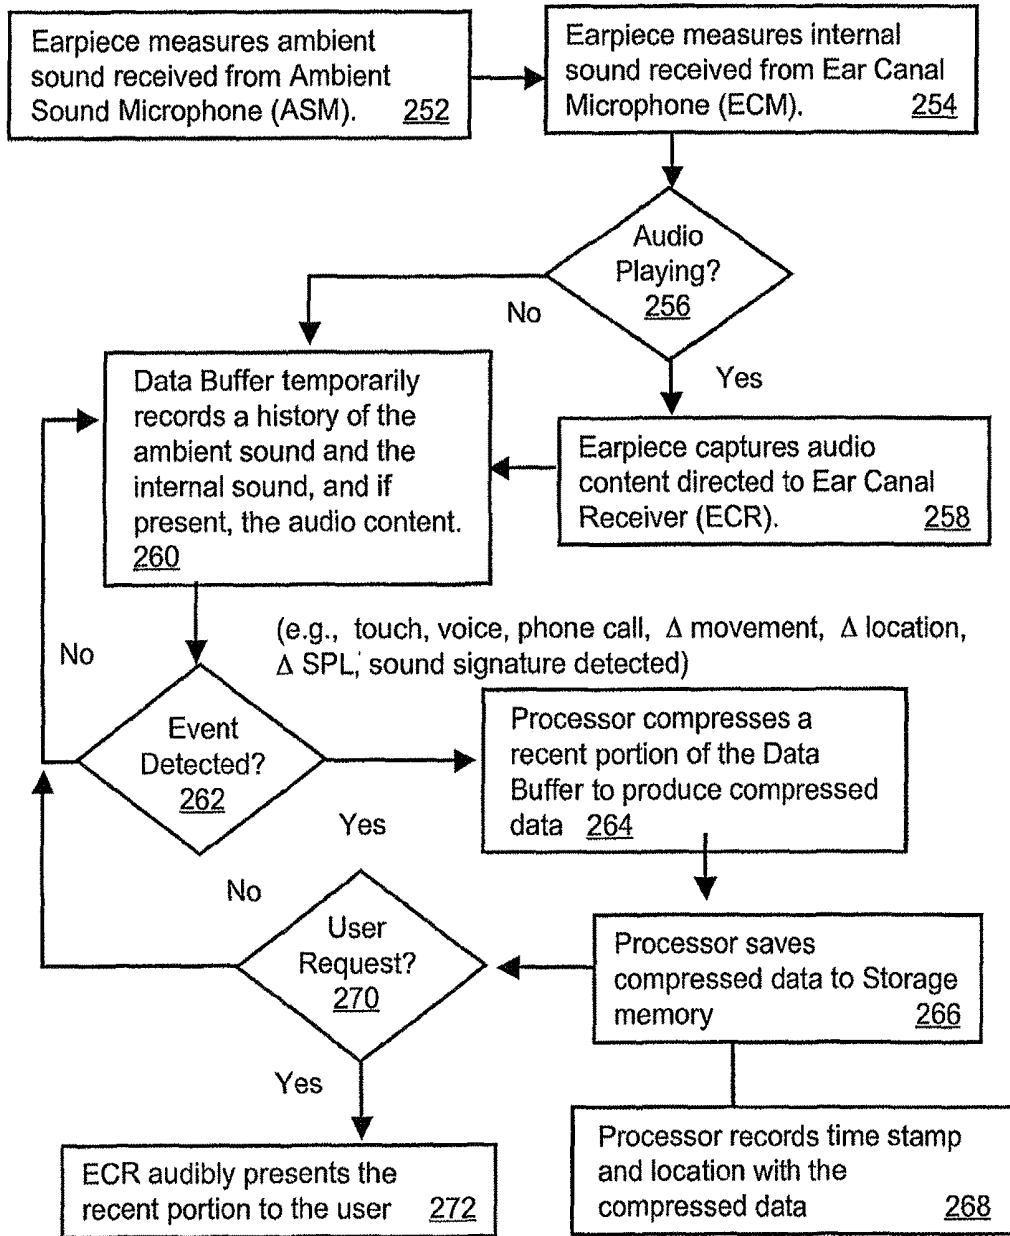 Earpiece measures ambient
sound received from Ambient
Sound Microphone (ASM). 252
Earpiece measures internal
sound received from Ear Canal
Microphone (ECM). 254
Audio
Playing?
256
No
Yes
Earpiece captures audio
content directed to Ear Canal
Receiver (ECR). 258
Data Buffer temporarily
records a history of the
ambient sound and the
internal sound, and if
present, the audio content.
260
(e.g., touch, voice, phone call, Δ movement, Δ location,
Δ SPL, sound signature detected)
No
Event
Detected?
262
Yes
Processor compresses a
recent portion of the Data
Buffer to produce compressed
data 264
Processor saves
compressed data to Storage
memory 266
No
User
Request?
270
Yes
Processor records time stamp
and location with the
compressed data 268
ECR audibly presents the
recent portion to the user 272